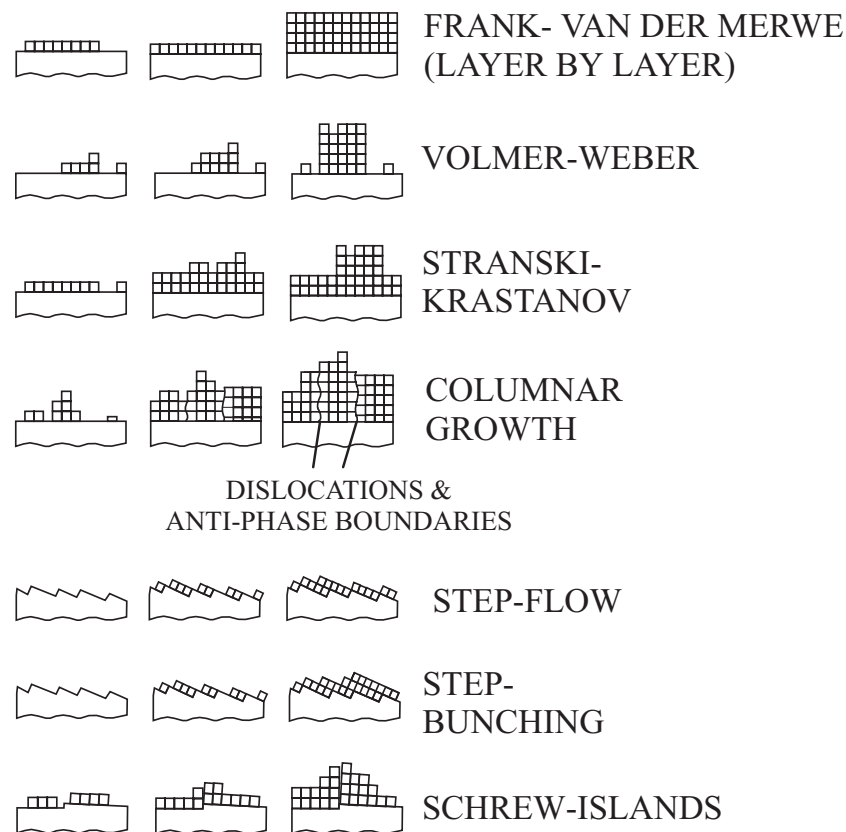 FRANK- VAN DER MERWE
(LAYER BY LAYER)
VOLMER-WEBER
STRANSKI-
KRASTANOV
COLUMNAR
GROWTH
DISLOCATIONS &
ANTI-PHASE BOUNDARIES
STEP-FLOW
STEP-
BUNCHING
SCHREW-ISLANDS